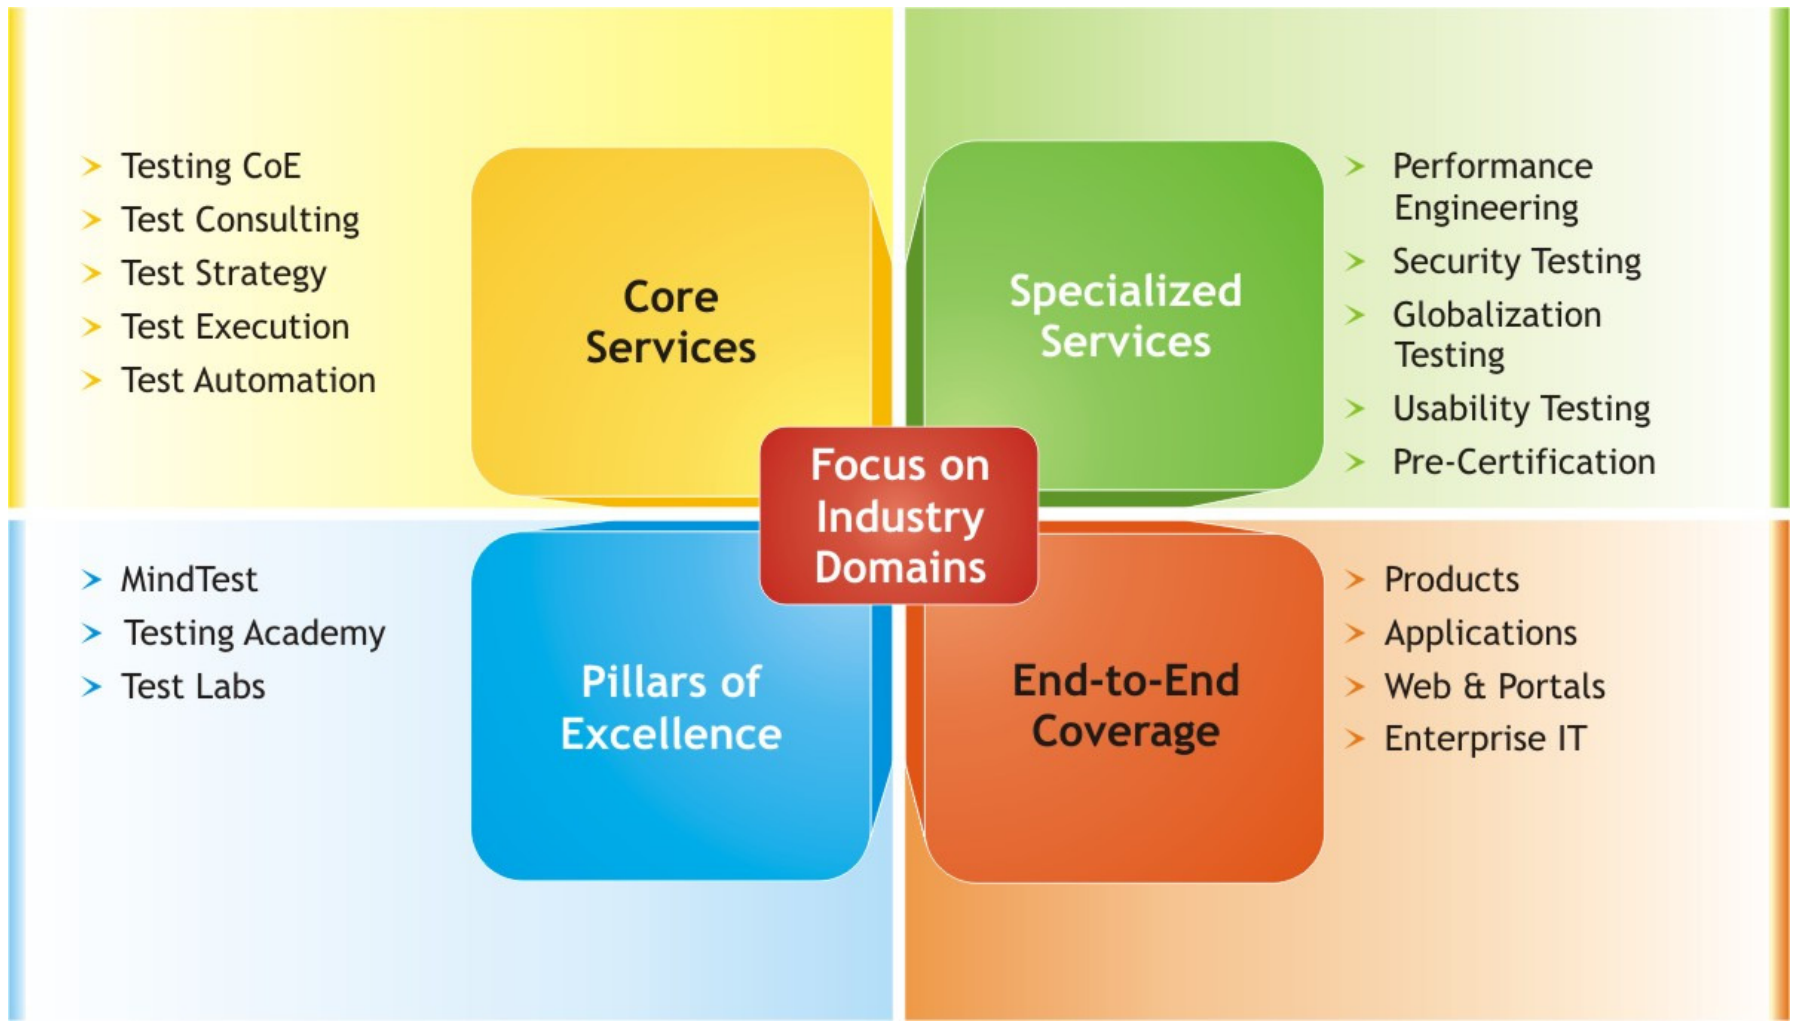 Testing CoE
Test Consulting
Test Strategy
Test Execution
Test Automation
Core
Services
Specialized
Services
Performance
Engineering
Security Testing
Globalization
Testing
Usability Testing
Pre-Certification
Focus on
Industry
Domains
MindTest
Testing Academy
Test Labs
Pillars of
Excellence
End-to-End
Coverage
Products
Applications
Web & Portals
Enterprise IT